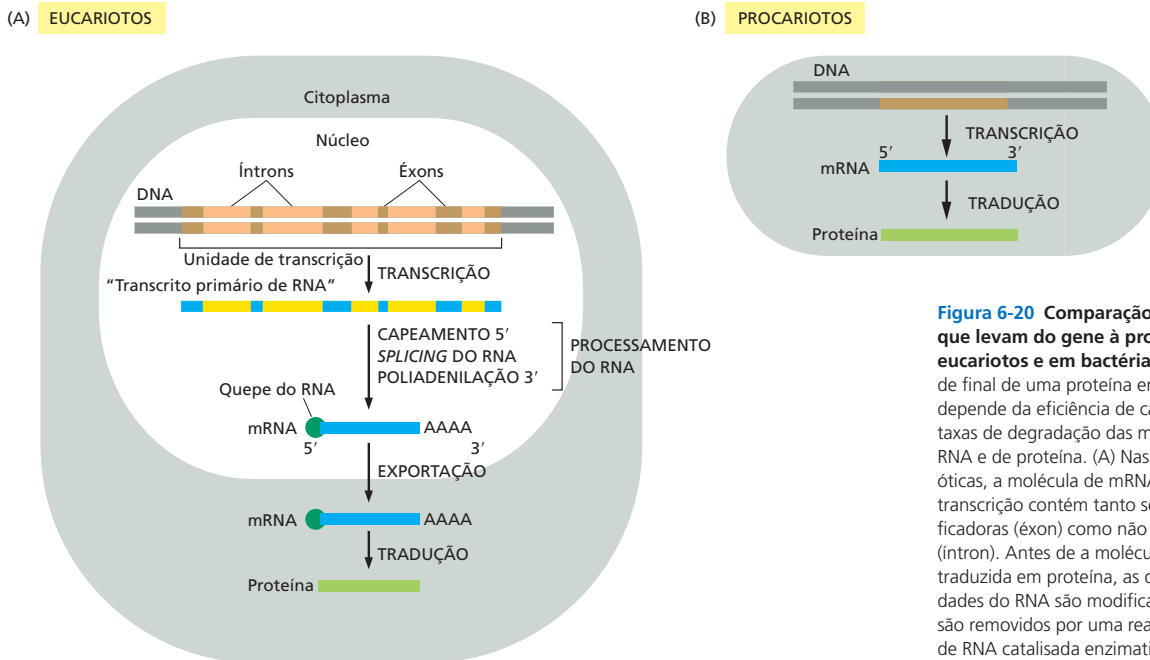 (A) EUCARIOTOS
Citoplasma
Núcleo
Íntrons Éxons
DNA
Unidade de transcrição
TRANSCRIÇÃO
“Transcrito primário de RNA”
CAPEAMENTO 5′
SPLICING DO RNA
POLIADENILAÇÃO 3′
PROCESSAMENTO
DO RNA
Quepe do RNA
mRNA AAAA
5′ 3′
EXPORTAÇÃO
mRNA AAAA
TRADUÇÃO
Proteína
(B) PROCARIOTOS
DNA
TRANSCRIÇÃO
5′ 3′
mRNA
TRADUÇÃO
Proteína
Figura 6-20 Comparação
que levam do gene à pro
eucariotos e em bactéria
de final de uma proteína en
depende da eficiência de ca
taxas de degradação das m
RNA e de proteína. (A) Nas
óticas, a molécula de mRNA
transcrição contém tanto se
ficadoras (éxon) como não
(íntron). Antes de a molécu
traduzida em proteína, as d
dades do RNA são modifica
são removidos por uma rea
de RNA catalisada enzimati